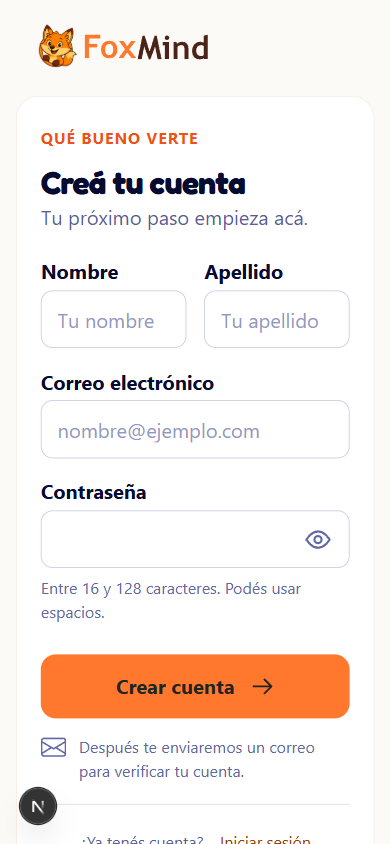 FoxMind
QUÉ BUENO VERTE
Creá tu cuenta
Tu próximo paso empieza acá.
Nombre
Apellido
Tu nombre
Tu apellido
Correo electrónico
nombre@ejemplo.com
Contraseña
Entre 16 y 128 caracteres. Podés usar
espacios.
Crear cuenta →
Después te enviaremos un correo
para verificar tu cuenta.
N
¿Ya tenés cuenta? Iniciar sesión